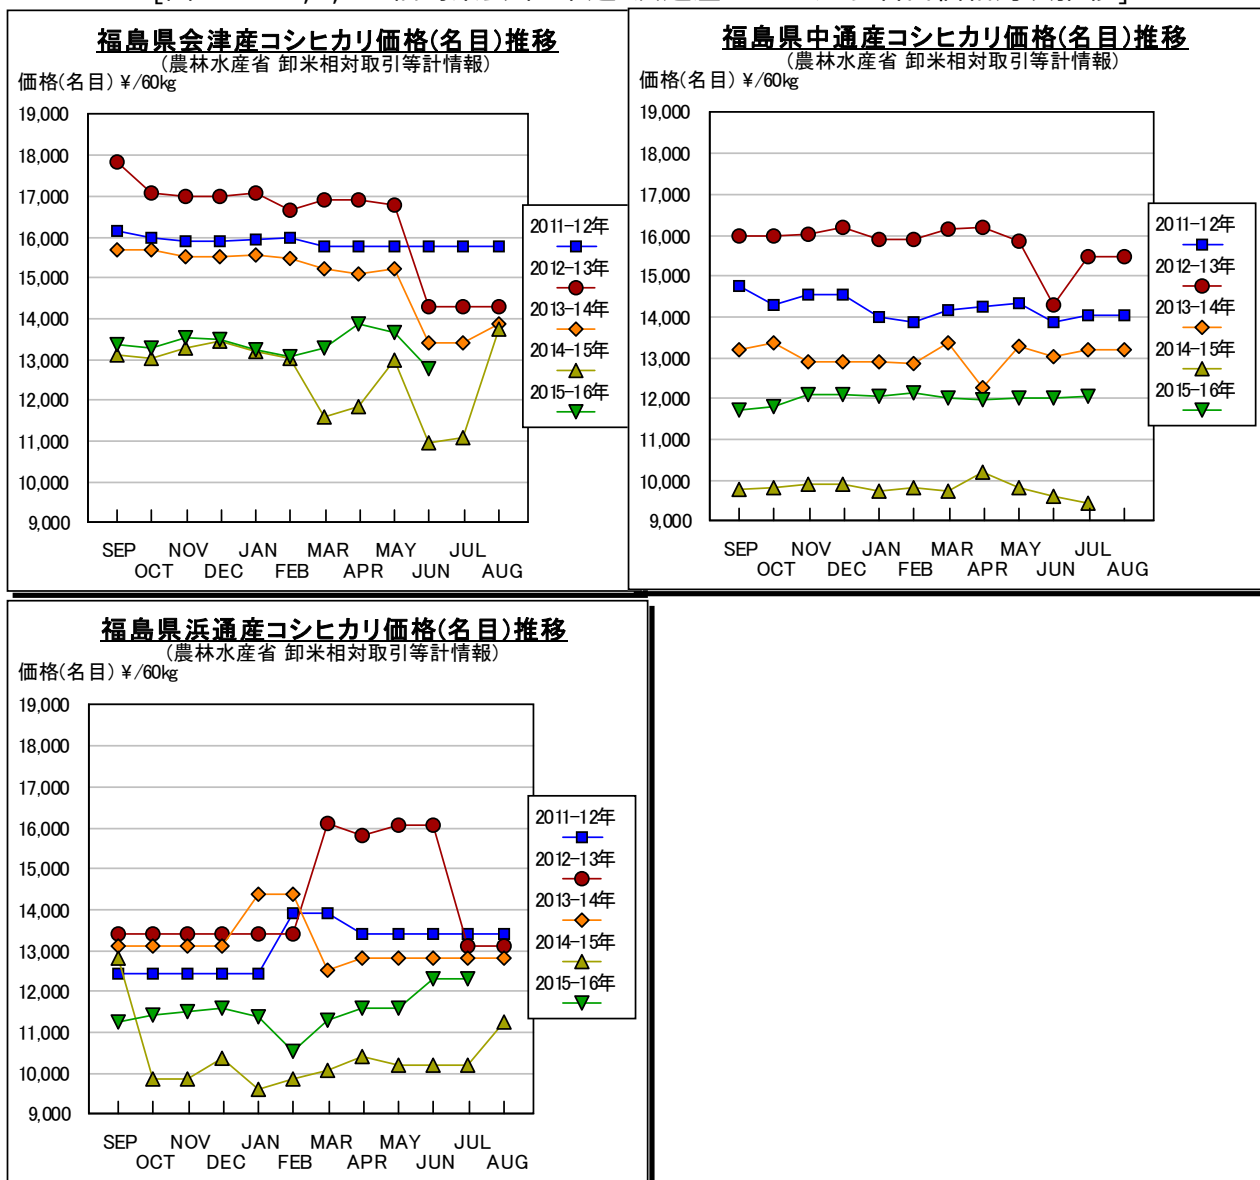 福島県会津産コシヒカリ価格(名目)推移
(農林水産省 卸米相対取引等計情報)
価格(名目) ¥/60kg
19,000
18,000
17,000
16,000
15,000
14,000
13,000
12,000
11,000
10,000
9,000
SEP NOV JAN MAR MAY JUL
OCT DEC FEB APR JUN AUG
2011-12年
2012-13年
2013-14年
2014-15年
2015-16年
福島県中通産コシヒカリ価格(名目)推移
(農林水産省 卸米相対取引等計情報)
価格(名目) ¥/60kg
19,000
18,000
17,000
16,000
15,000
14,000
13,000
12,000
11,000
10,000
9,000
SEP NOV JAN MAR MAY JUL
OCT DEC FEB APR JUN AUG
2011-12年
2012-13年
2013-14年
2014-15年
2015-16年
福島県浜通産コシヒカリ価格(名目)推移
(農林水産省 卸米相対取引等計情報)
価格(名目) ¥/60kg
19,000
18,000
17,000
16,000
15,000
14,000
13,000
12,000
11,000
10,000
9,000
SEP NOV JAN MAR MAY JUL
OCT DEC FEB APR JUN AUG
2011-12年
2012-13年
2013-14年
2014-15年
2015-16年